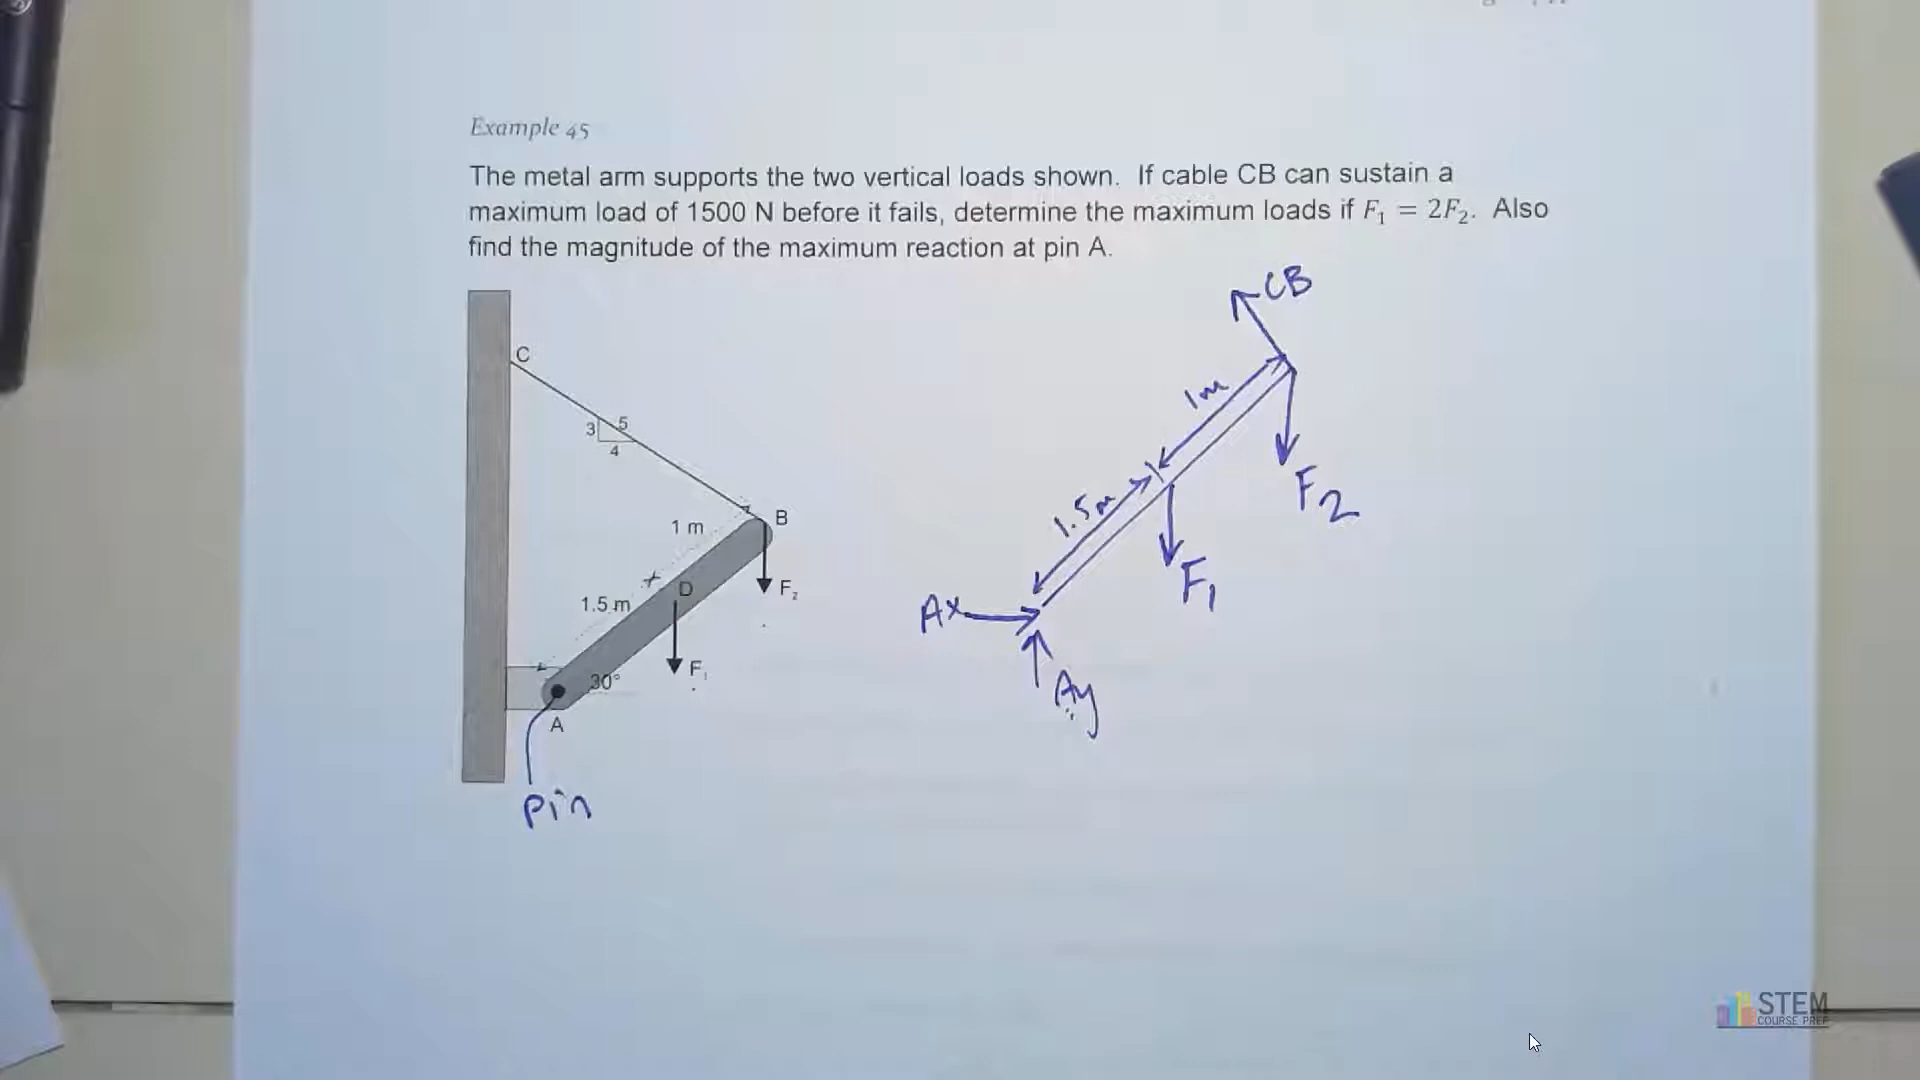 Example 45
The metal arm supports the two vertical loads shown. If cable CB can sustain a
maximum load of 1500 N before it fails, determine the maximum loads if F₁ = 2F₂. Also
find the magnitude of the maximum reaction at pin A.
CB
C
3 5
4
1m
B
1 m
F2
1.5m
D
F₂
1.5 m
F1
Ax
F₁
30°
Ay
A
Pin
STEM
COURSE PREP